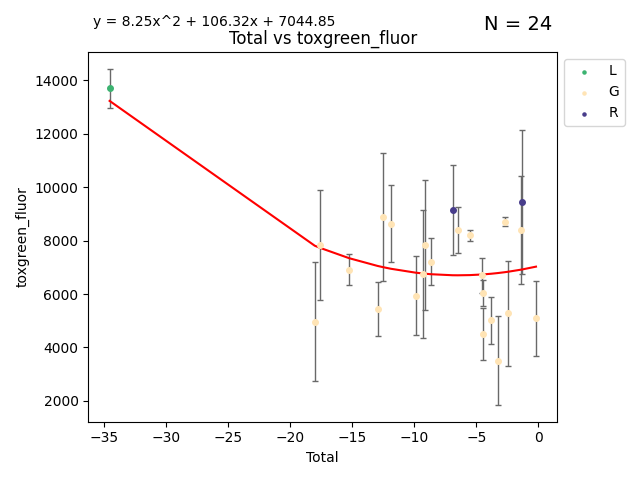 y = 8.25x^2 + 106.32x + 7044.85
N = 24
Total vs toxgreen_fluor
L
G
R
toxgreen_fluor
14000
12000
10000
8000
6000
4000
2000
−35 −30 −25 −20 −15 −10 −5 0
Total